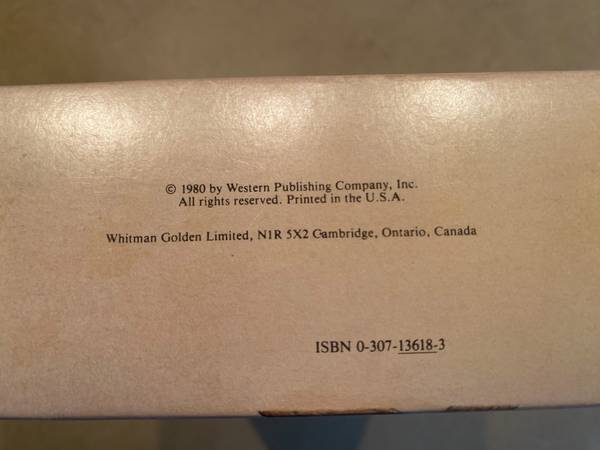 © 1980 by Western Publishing Company, Inc.
All rights reserved. Printed in the U.S.A.
Whitman Golden Limited, N1R 5X2 Cambridge, Ontario, Canada
ISBN 0-307-13618-3